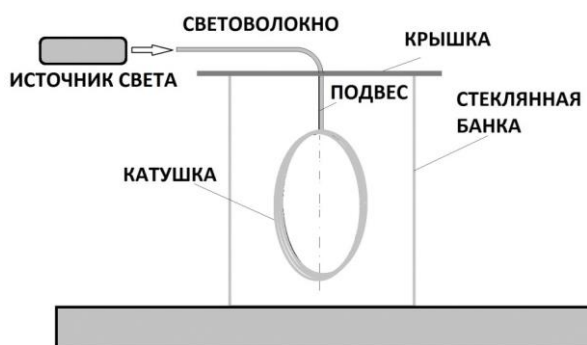 СВЕТОВОЛОКНО
КРЫШКА
ИСТОЧНИК СВЕТА
ПОДВЕС
СТЕКЛЯННАЯ
БАНКА
КАТУШКА